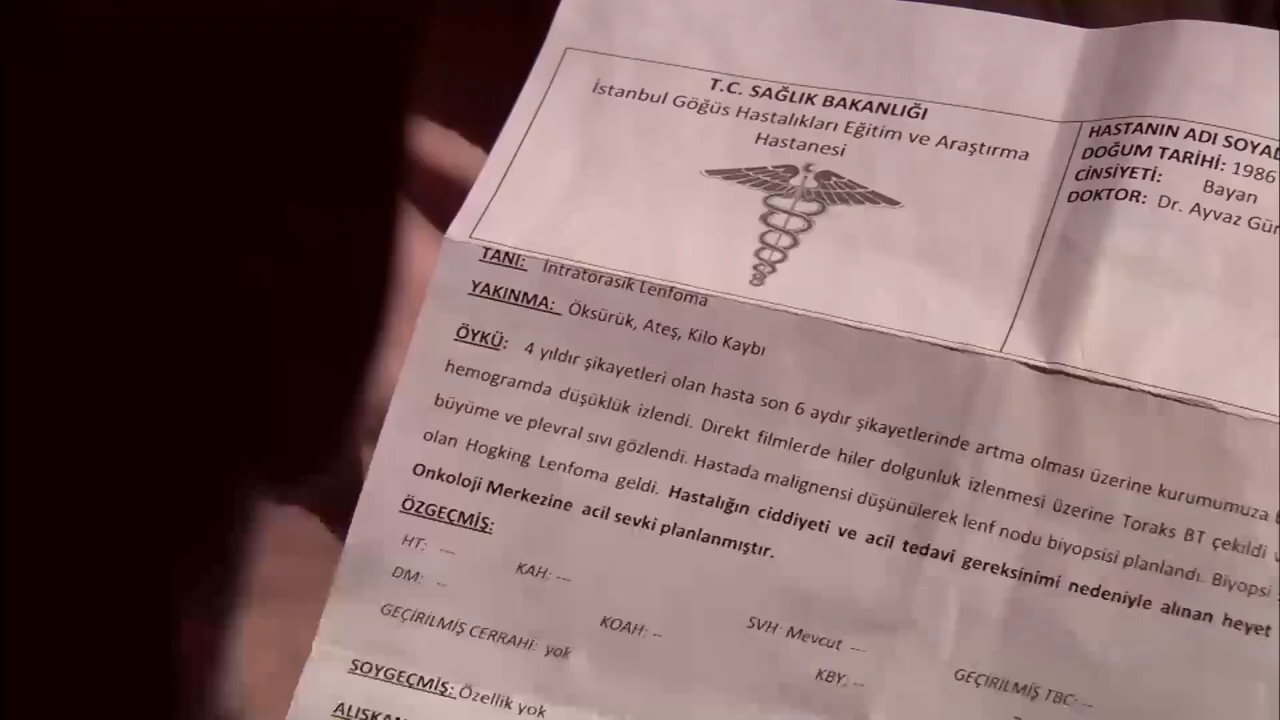 T.C. SAĞLIK BAKANLIĞI
İstanbul Göğüs Hastalıkları Eğitim ve Araştırma
Hastanesi
HASTANIN ADI SOYAD
DOĞUM TARİHİ: 1986
CİNSİYETİ: Bayan
DOKTOR: Dr. Ayvaz Gür
TANI: İntratorasik Lenfoma
YAKINMA: Öksürük, Ateş, Kilo Kaybı
ÖYKÜ: 4 yıldır şikayetleri olan hasta son 6 aydır şikayetlerinde artma olması üzerine kurumumuza
hemogramda düşüklük izlendi. Direkt filmlerde hiler dolgunluk izlenmesi üzerine Toraks BT çekildi v
büyüme ve plevral sıvı gözlendi. Hastada malignensi düşünülerek lenf nodu biyopsisi planlandı. Biyopsi
olan Hogking Lenfoma geldi. Hastalığın ciddiyeti ve acil tedavi gereksinimi nedeniyle alınan heyet
Onkoloji Merkezine acil sevki planlanmıştır.
ÖZGEÇMİŞ:
HT: --- KAH: --- SVH: Mevcut --- GEÇİRİLMİŞ TBC: --
DM: -- KOAH: -- KBY: --
GEÇİRİLMİŞ CERRAHİ: yok
SOYGEÇMİŞ: Özellik yok
ALIŞKAN